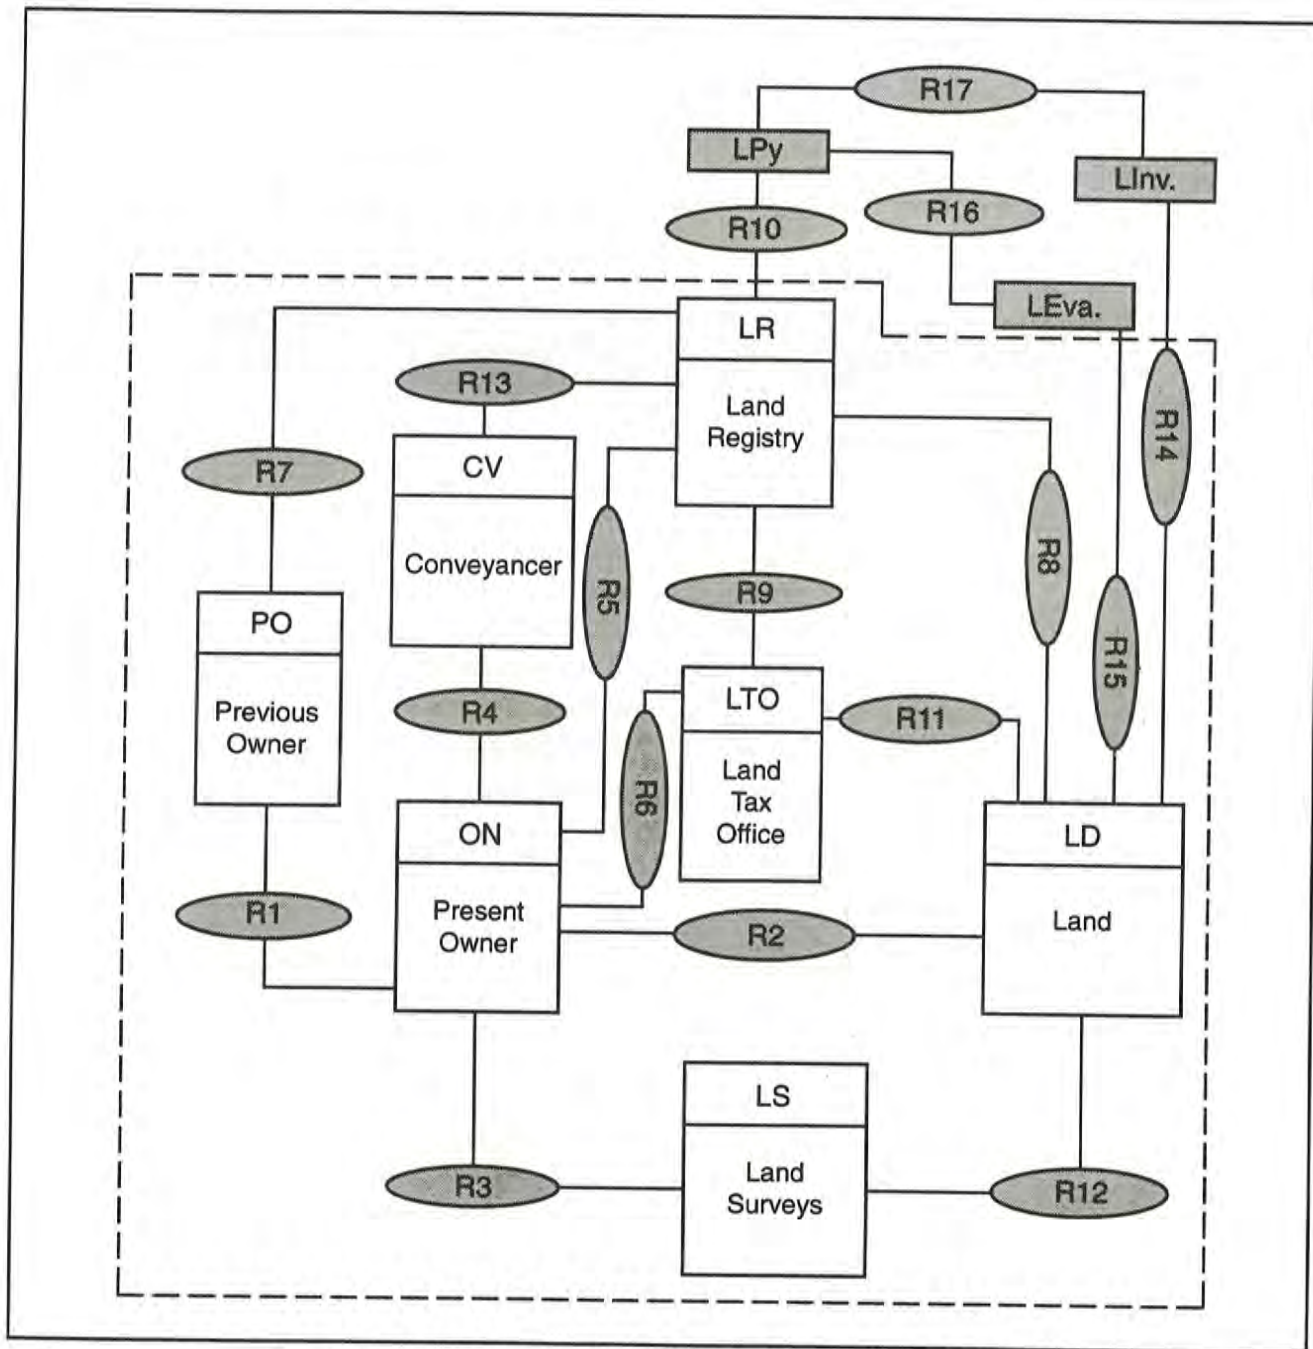 R17
LPy
LInv.
R16
R10
LEva.
LR
Land
Registry
R13
R14
CV
Conveyancer
R7
R8
R5
R9
PO
Previous
Owner
R15
R4
LTO
Land
Tax
Office
R11
R6
ON
Present
Owner
LD
Land
R1
R2
LS
Land
Surveys
R3
R12